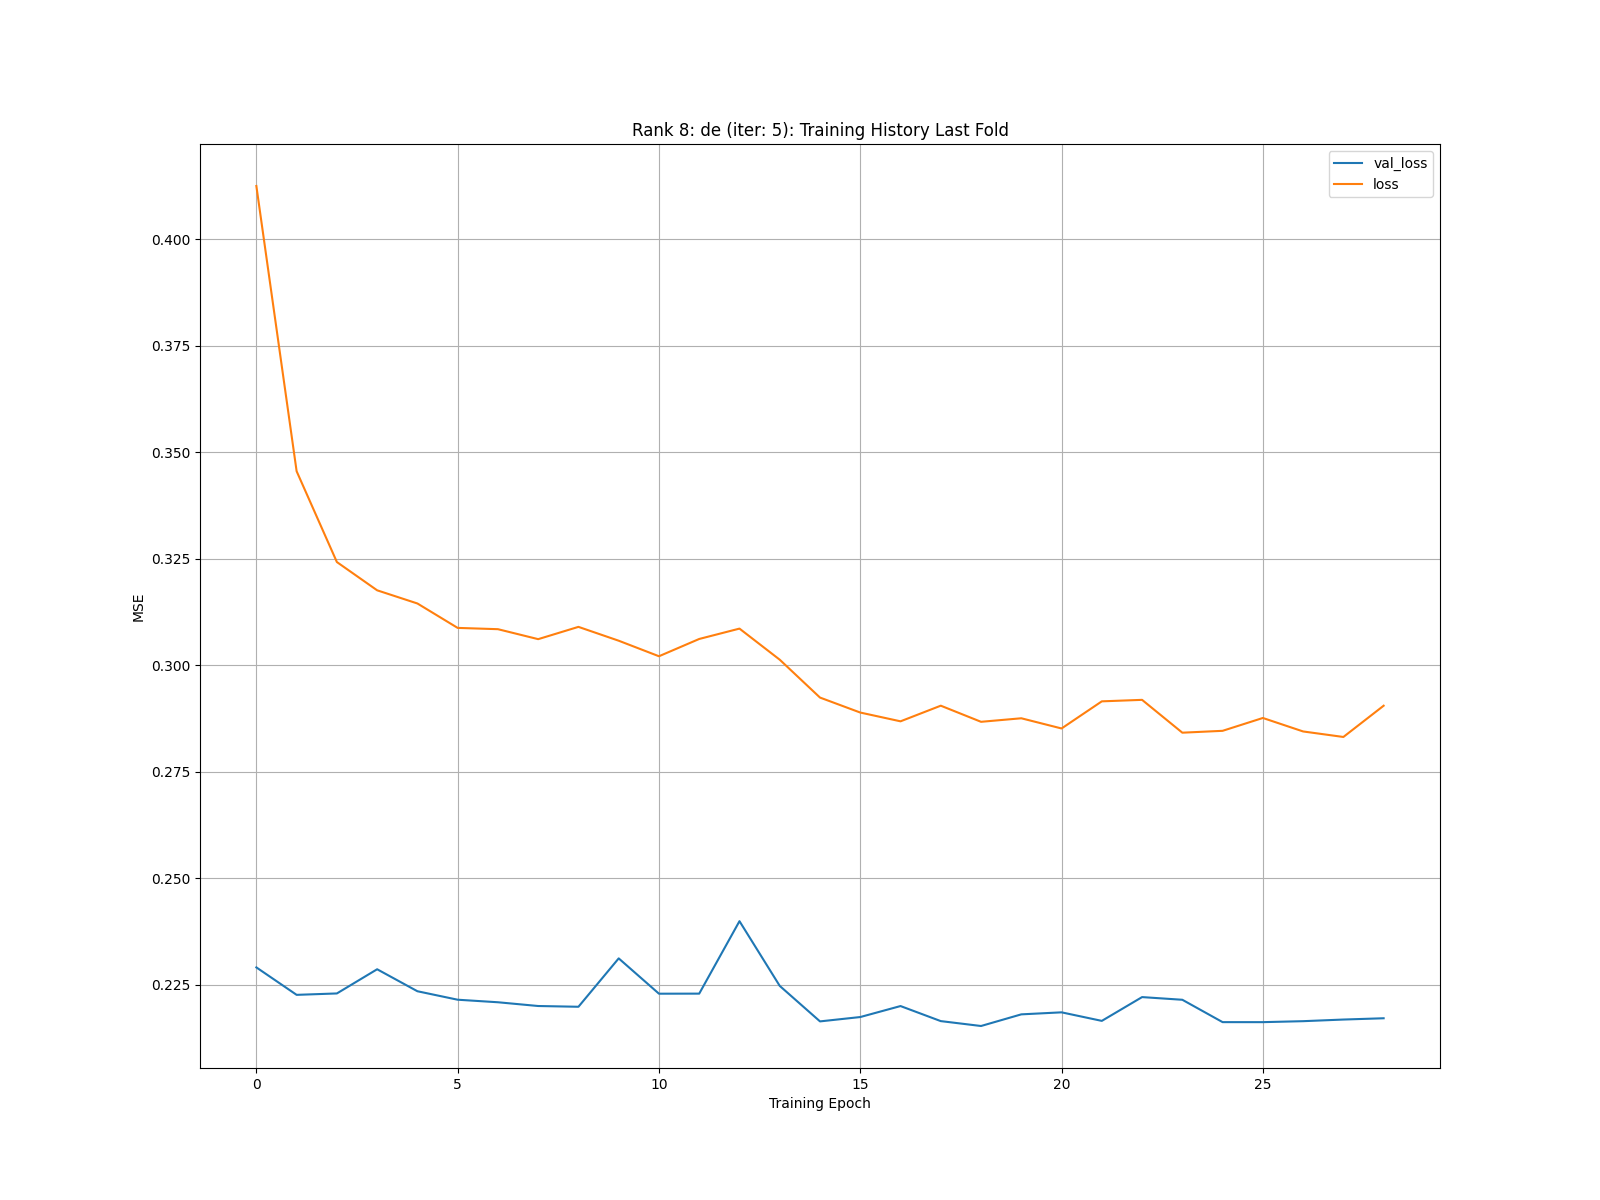 Rank 8: de (iter: 5): Training History Last Fold
val_loss
loss
0.400
0.375
0.350
0.325
0.300
0.275
0.250
0.225
MSE
0 5 10 15 20 25
Training Epoch